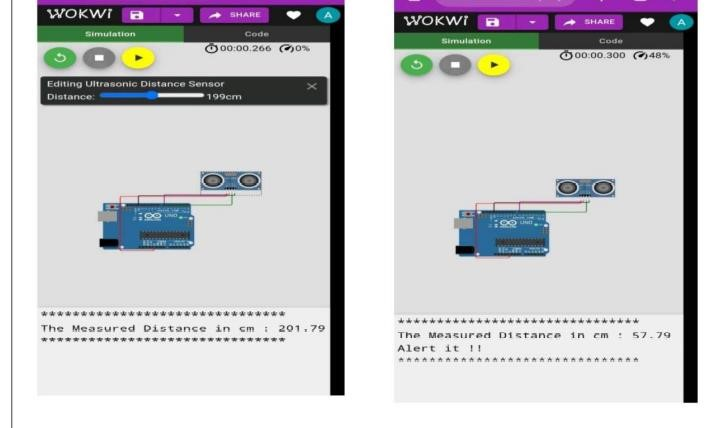 WOKWI SHARE A
Simulation Code
00:00.266 0%
Editing Ultrasonic Distance Sensor
Distance: 199cm
UNO
*******************************
The Measured Distance in cm : 201.79
*******************************
WOKWI SHARE A
Simulation Code
00:00.300 48%
UNO
*******************************
The Measured Distance in cm : 57.79
Alert it !!
*******************************